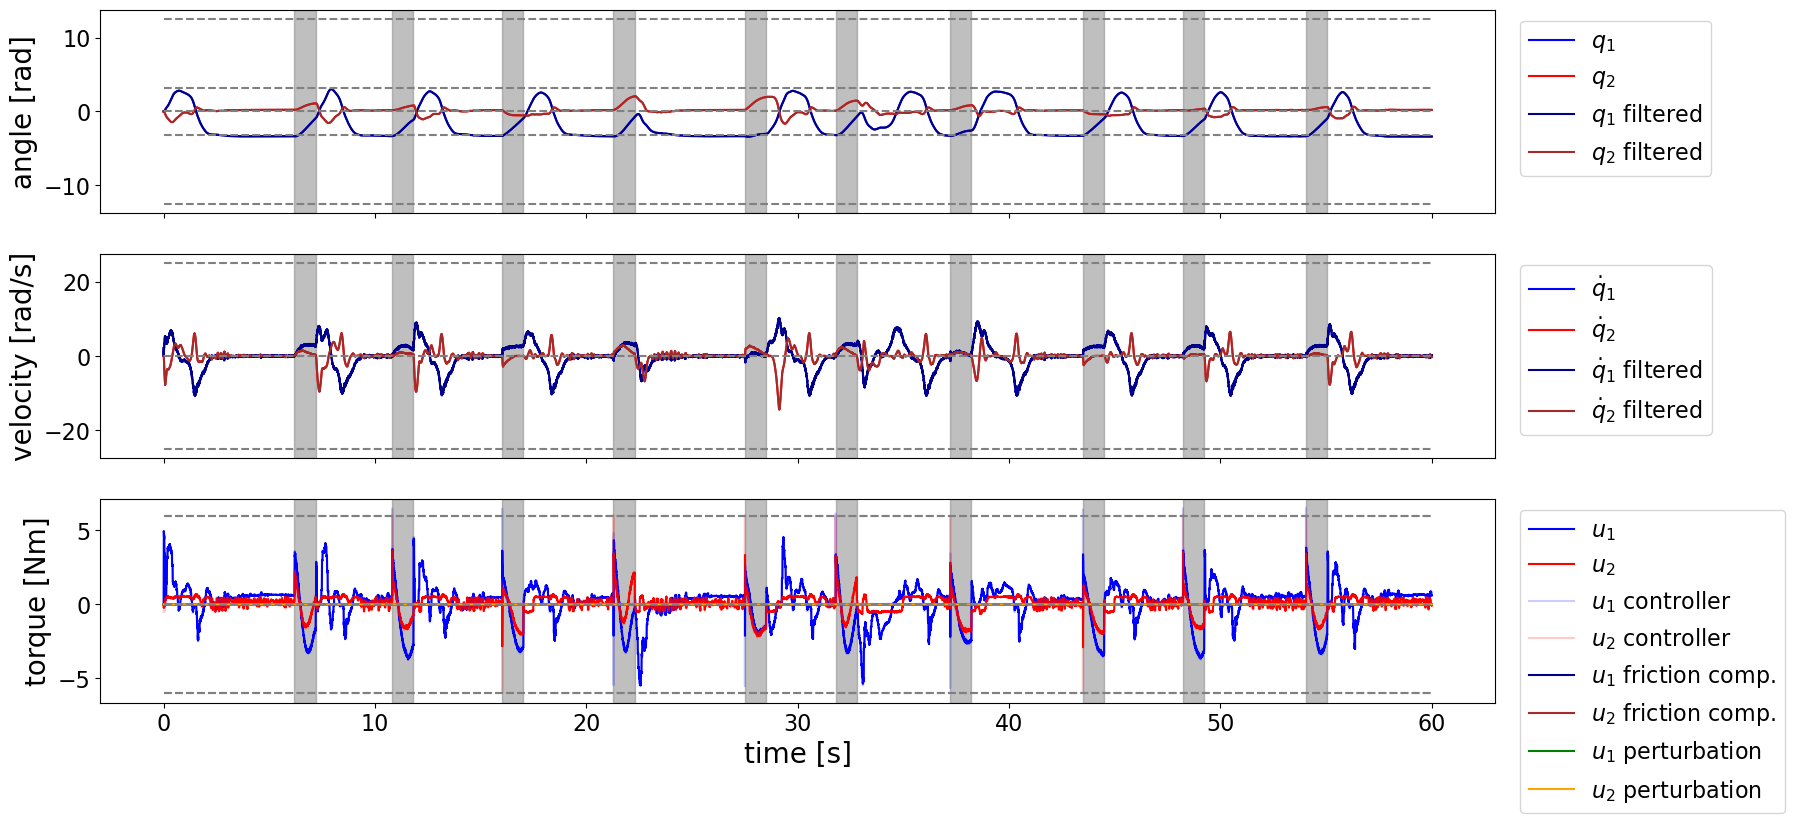 angle [rad]
10
0
−10
q₁
q₂
q₁ filtered
q₂ filtered
velocity [rad/s]
20
0
−20
q̇₁
q̇₂
q̇₁ filtered
q̇₂ filtered
torque [Nm]
5
0
−5
0 10 20 30 40 50 60
time [s]
u₁
u₂
u₁ controller
u₂ controller
u₁ friction comp.
u₂ friction comp.
u₁ perturbation
u₂ perturbation